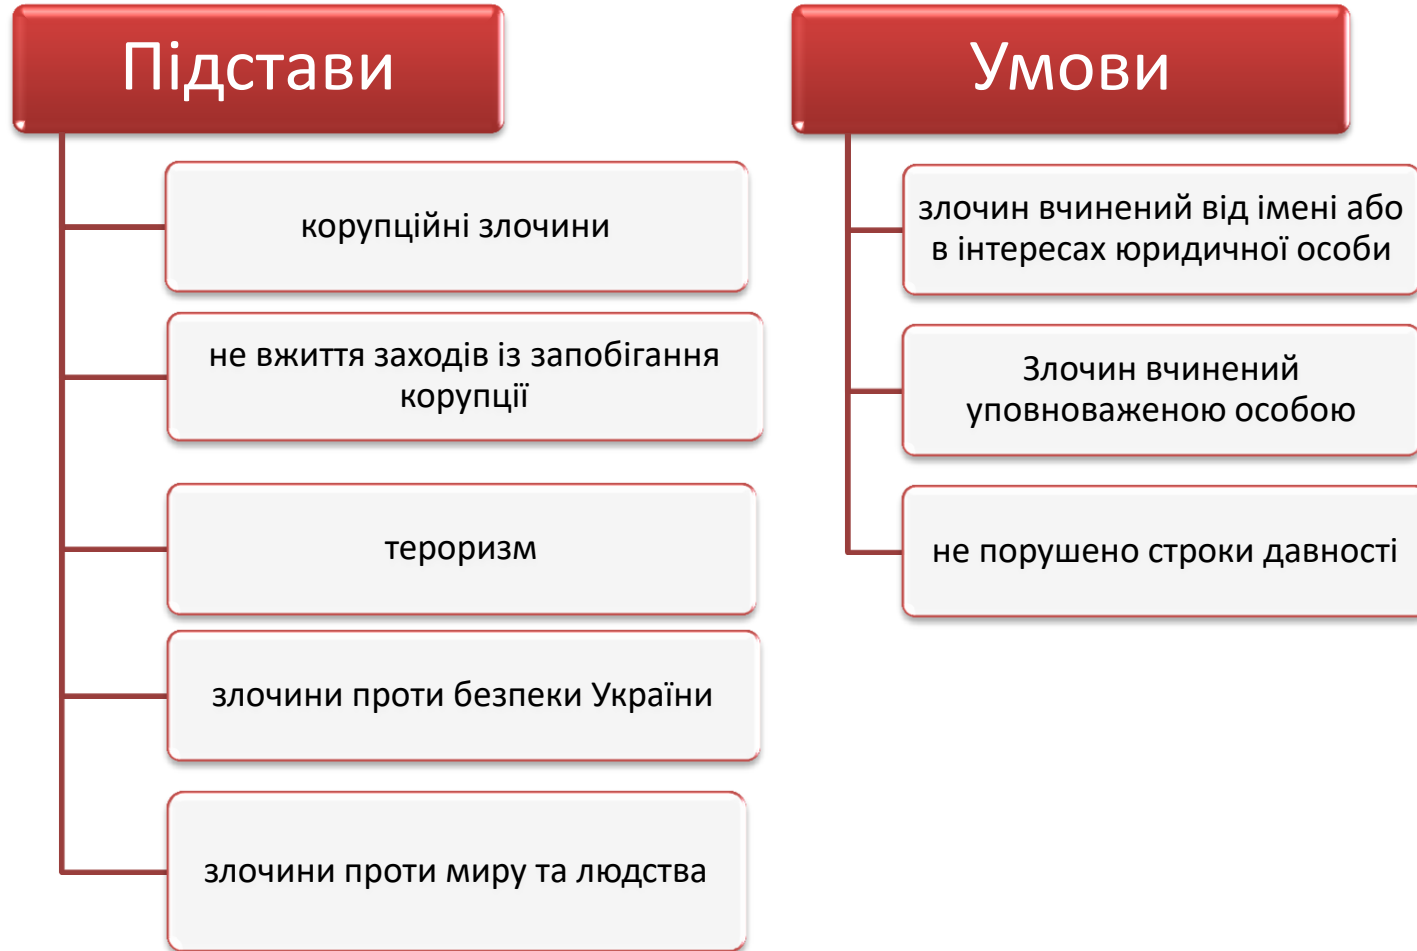 Підстави
корупційні злочини
не вжиття заходів із запобігання
корупції
тероризм
злочини проти безпеки України
злочини проти миру та людства
Умови
злочин вчинений від імені або
в інтересах юридичної особи
Злочин вчинений
уповноваженою особою
не порушено строки давності